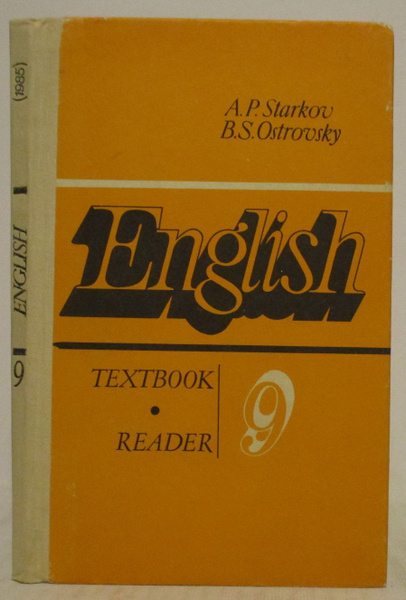 (1985)
ENGLISH
9
A.P. Starkov
B.S. Ostrovsky
English
TEXTBOOK
•
READER
9